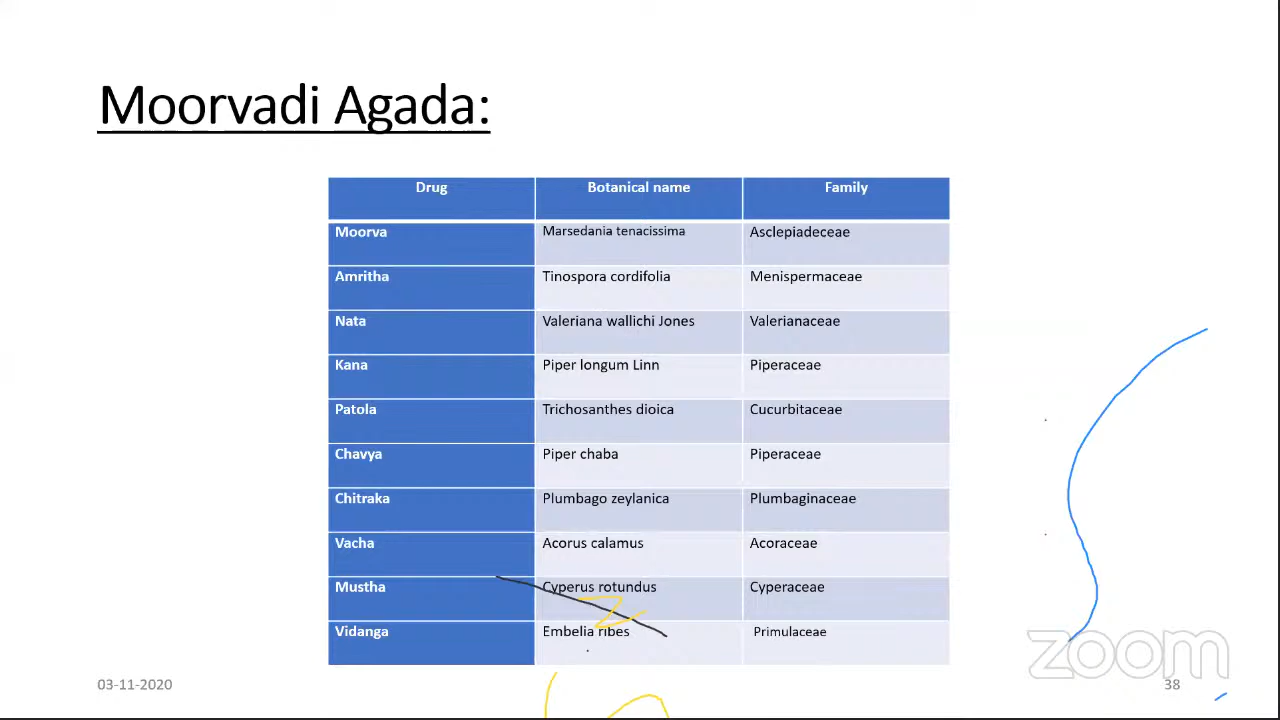 Moorvadi Agada:
Drug Botanical name Family
Moorva Marsedania tenacissima Asclepiadeceae
Amritha Tinospora cordifolia Menispermaceae
Nata Valeriana wallichi Jones Valerianaceae
Kana Piper longum Linn Piperaceae
Patola Trichosanthes dioica Cucurbitaceae
Chavya Piper chaba Piperaceae
Chitraka Plumbago zeylanica Plumbaginaceae
Vacha Acorus calamus Acoraceae
Mustha Cyperus rotundus Cyperaceae
Vidanga Embelia ribes Primulaceae
zoom
03-11-2020 38